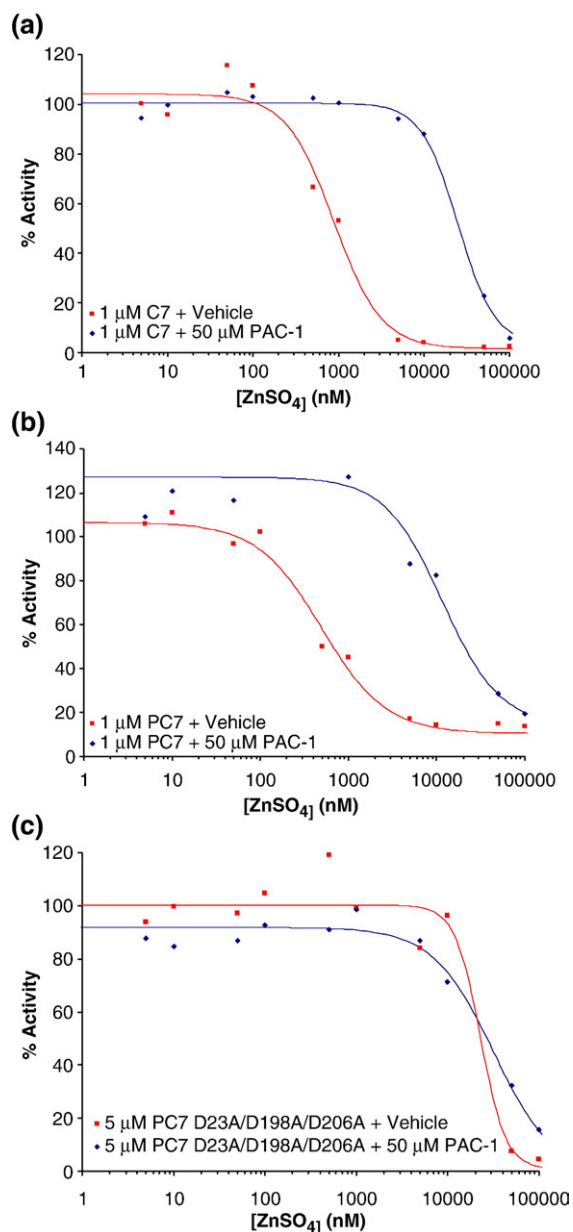 (a)
120
100
80
60
40
20
0
% Activity
1 μM C7 + Vehicle
1 μM C7 + 50 μM PAC-1
1 10 100 1000 10000 100000
[ZnSO4] (nM)
(b)
140
120
100
80
60
40
20
0
% Activity
1 μM PC7 + Vehicle
1 μM PC7 + 50 μM PAC-1
1 10 100 1000 10000 100000
[ZnSO4] (nM)
(c)
120
100
80
60
40
20
0
% Activity
5 μM PC7 D23A/D198A/D206A + Vehicle
5 μM PC7 D23A/D198A/D206A + 50 μM PAC-1
1 10 100 1000 10000 100000
[ZnSO4] (nM)